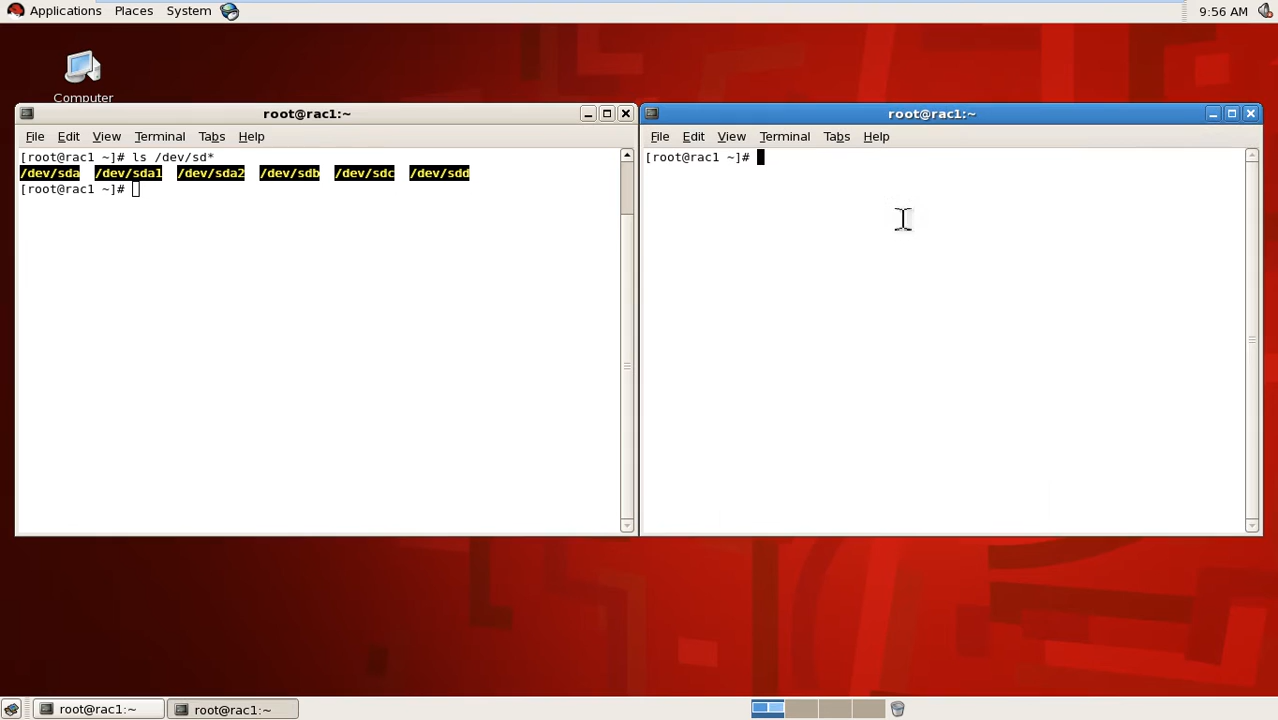 Applications Places System 9:56 AM
Computer
root@rac1:~
File Edit View Terminal Tabs Help
[root@rac1 ~]# ls /dev/sd*
/dev/sda /dev/sda1 /dev/sda2 /dev/sdb /dev/sdc /dev/sdd
[root@rac1 ~]#
root@rac1:~
File Edit View Terminal Tabs Help
[root@rac1 ~]#
root@rac1:~ root@rac1:~